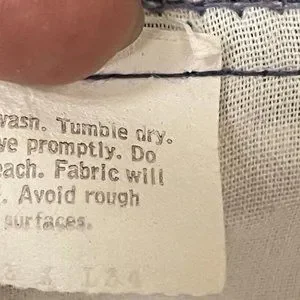 wash. Tumble dry.
ve promptly. Do
each. Fabric will
. Avoid rough
surfaces.